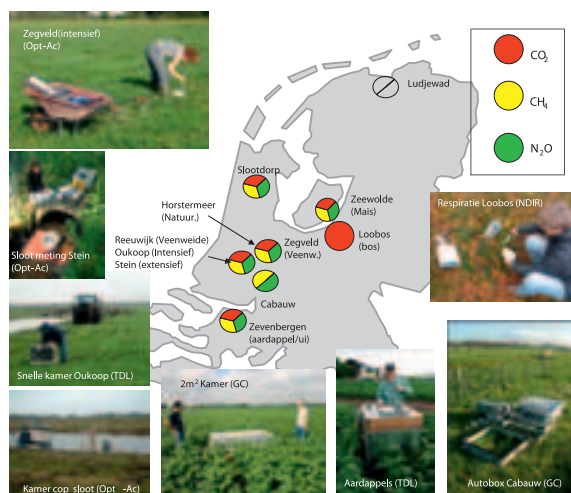 Zegveld(intensief)
(Opt-Ac)
Ludjewad
CO2
CH4
N2O
Slootdorp
Horstermeer
(Natuur.)
Zeewolde
(Mais)
Respiratie Loobos (NDIR)
Reeuwijk (Veenweide)
Oukoop (Intensief)
Stein (extensief)
Zegveld
(Veenw.)
Loobos
(bos)
Sloot meting Stein
(Opt-Ac)
Cabauw
Zevenbergen
(aardappel/ui)
Snelle kamer Oukoop (TDL)
2m2 Kamer (GC)
Kamer op sloot (Opt -Ac)
Aardappels (TDL)
Autobox Cabauw (GC)